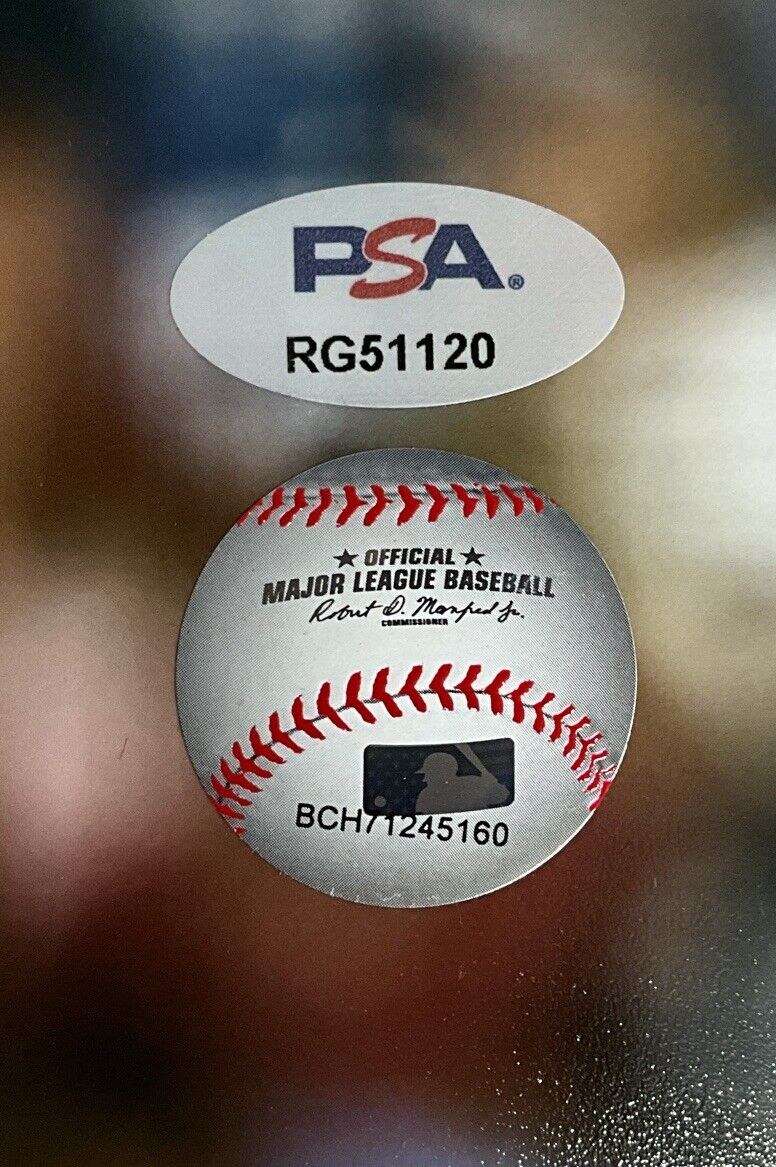 PSA®
RG51120
★ OFFICIAL ★
MAJOR LEAGUE BASEBALL
Robert D. Manfred Jr.
COMMISSIONER
BCH71245160